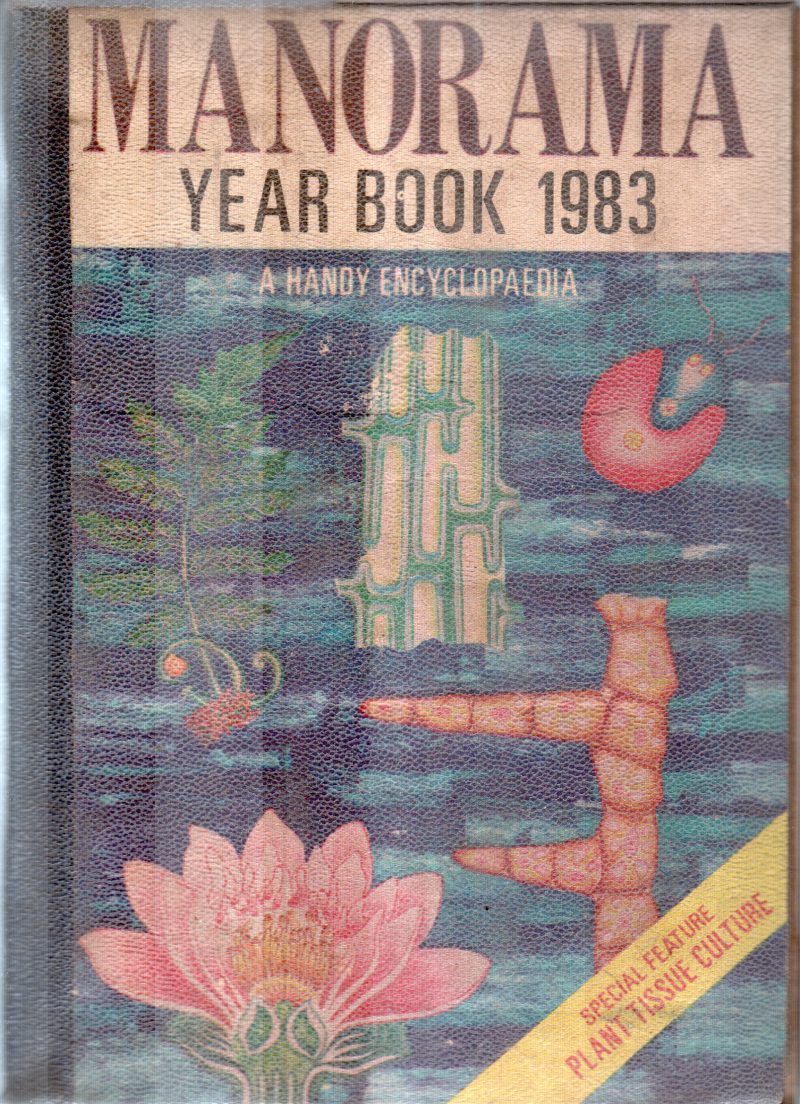 MANORAMA
YEAR BOOK 1983
A HANDY ENCYCLOPAEDIA
SPECIAL FEATURE
PLANT TISSUE CULTURE